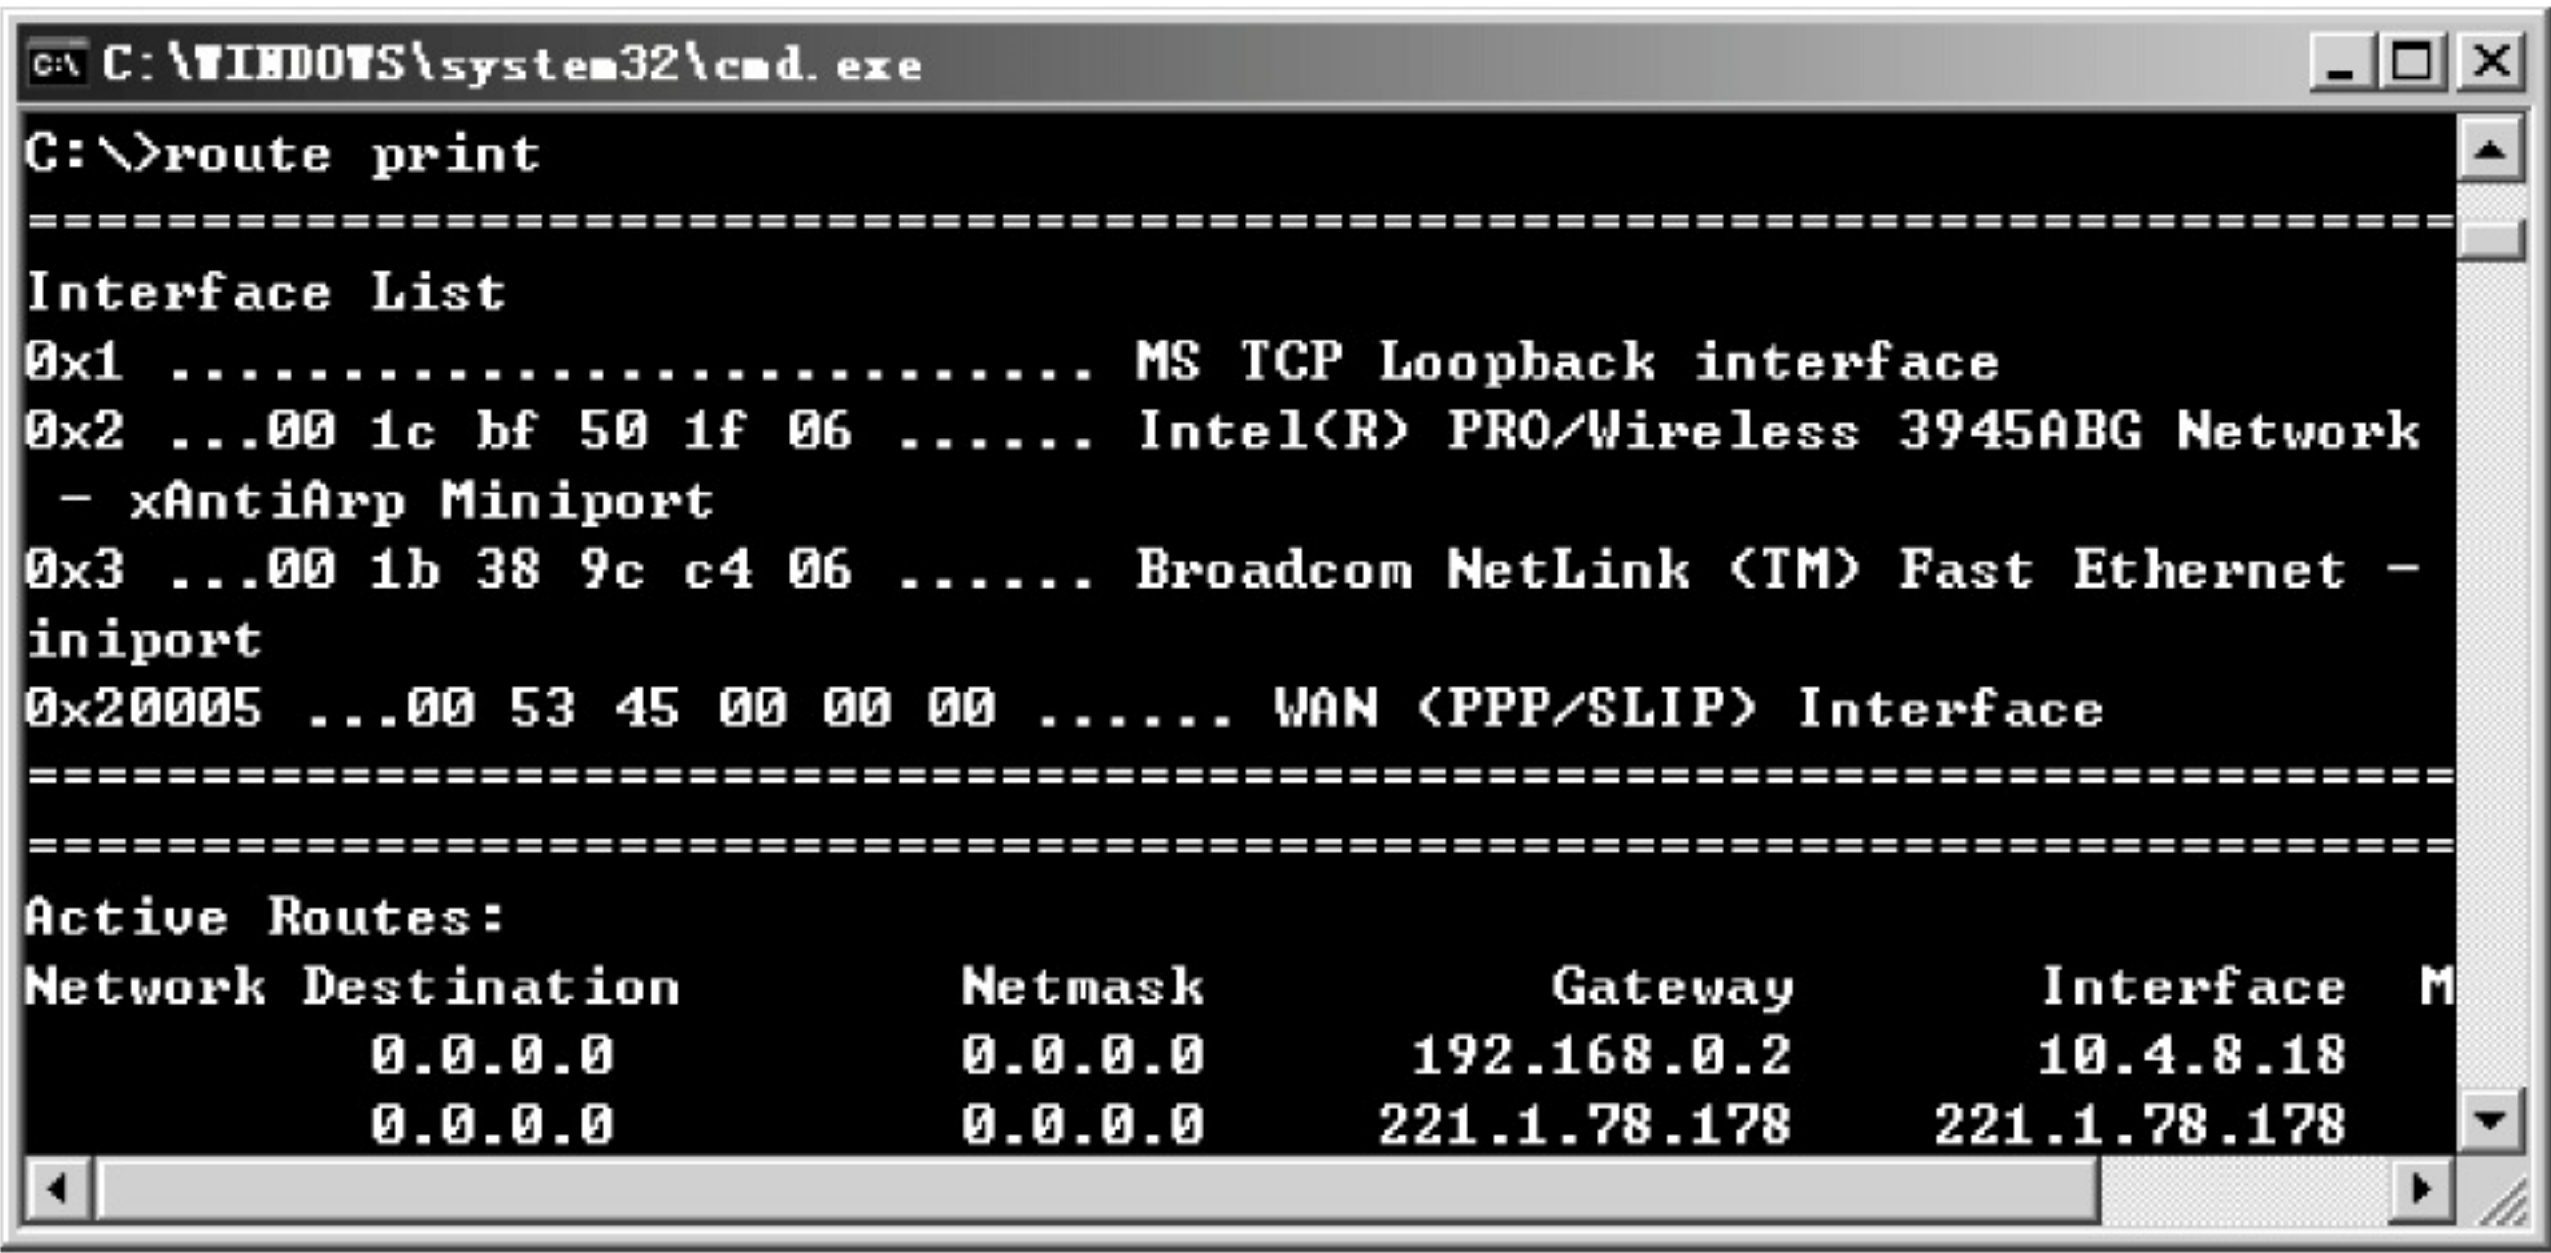 C:\WINDOWS\system32\cmd.exe
C:\>route print
======================================================================
Interface List
0x1 ........................... MS TCP Loopback interface
0x2 ...00 1c bf 50 1f 06 ...... Intel(R) PRO/Wireless 3945ABG Network
 - xAntiArp Miniport
0x3 ...00 1b 38 9c c4 06 ...... Broadcom NetLink (TM) Fast Ethernet -
iniport
0x20005 ...00 53 45 00 00 00 ...... WAN (PPP/SLIP) Interface
======================================================================
======================================================================
Active Routes:
Network Destination        Netmask          Gateway       Interface  M
          0.0.0.0          0.0.0.0      192.168.0.2       10.4.8.18
          0.0.0.0          0.0.0.0     221.1.78.178    221.1.78.178